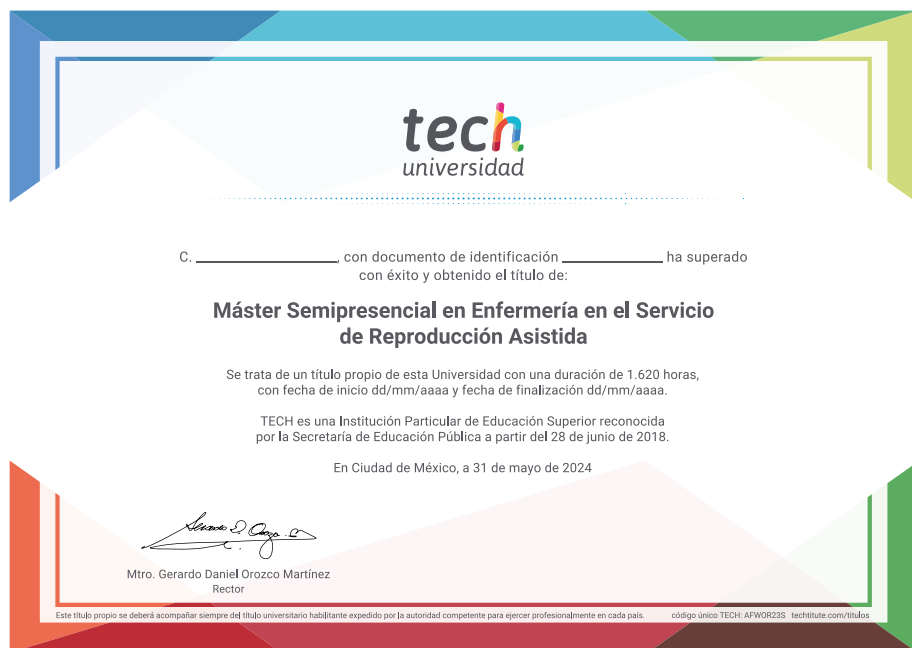 tech
universidad
C. ____________________, con documento de identificación ______________ ha superado
con éxito y obtenido el título de:
Máster Semipresencial en Enfermería en el Servicio
de Reproducción Asistida
Se trata de un título propio de esta Universidad con una duración de 1.620 horas,
con fecha de inicio dd/mm/aaaa y fecha de finalización dd/mm/aaaa.
TECH es una Institución Particular de Educación Superior reconocida
por la Secretaría de Educación Pública a partir del 28 de junio de 2018.
En Ciudad de México, a 31 de mayo de 2024
Mtro. Gerardo Daniel Orozco Martínez
Rector
Este título propio se deberá acompañar siempre del título universitario habilitante expedido por la autoridad competente para ejercer profesionalmente en cada país. código único TECH: AFWOR23S techtitute.com/titulos